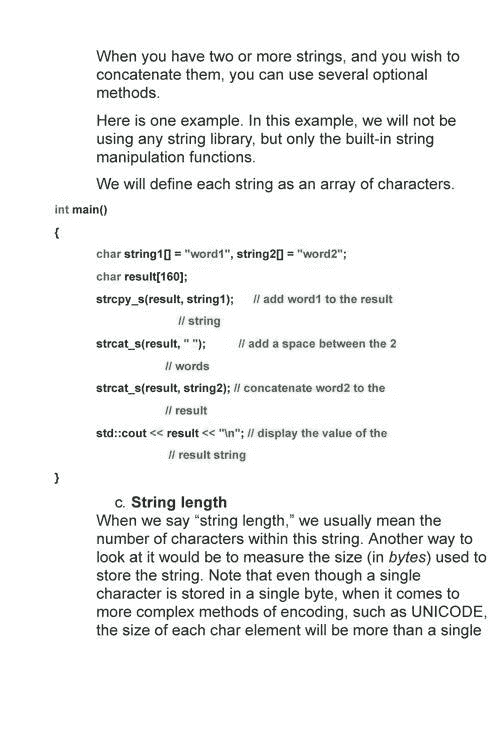 When you have two or more strings, and you wish to
concatenate them, you can use several optional
methods.
Here is one example. In this example, we will not be
using any string library, but only the built-in string
manipulation functions.
We will define each string as an array of characters.
int main()
{
char string1[] = "word1", string2[] = "word2";
char result[160];
strcpy_s(result, string1); // add word1 to the result
// string
strcat_s(result, " "); // add a space between the 2
// words
strcat_s(result, string2); // concatenate word2 to the
// result
std::cout << result << "\n"; // display the value of the
// result string
}
c. String length
When we say “string length,” we usually mean the
number of characters within this string. Another way to
look at it would be to measure the size (in bytes) used to
store the string. Note that even though a single
character is stored in a single byte, when it comes to
more complex methods of encoding, such as UNICODE,
the size of each char element will be more than a single